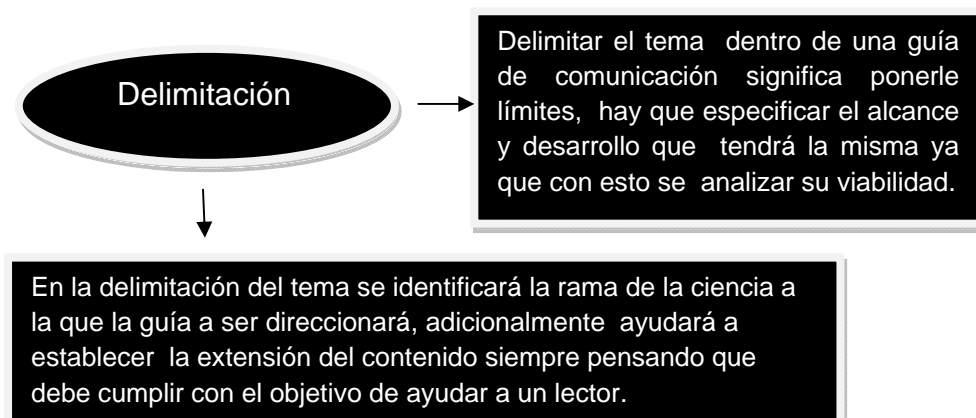 Delimitación
Delimitar el tema dentro de una guía
de comunicación significa ponerle
límites, hay que especificar el alcance
y desarrollo que tendrá la misma ya
que con esto se analizar su viabilidad.
En la delimitación del tema se identificará la rama de la ciencia a
la que la guía a ser direccionará, adicionalmente ayudará a
establecer la extensión del contenido siempre pensando que
debe cumplir con el objetivo de ayudar a un lector.